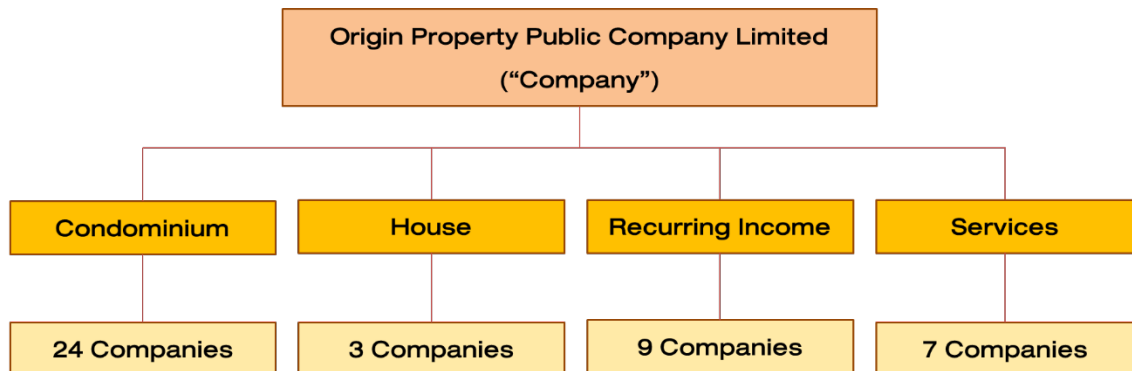 Origin Property Public Company Limited
(“Company”)
Condominium
House
Recurring Income
Services
24 Companies
3 Companies
9 Companies
7 Companies